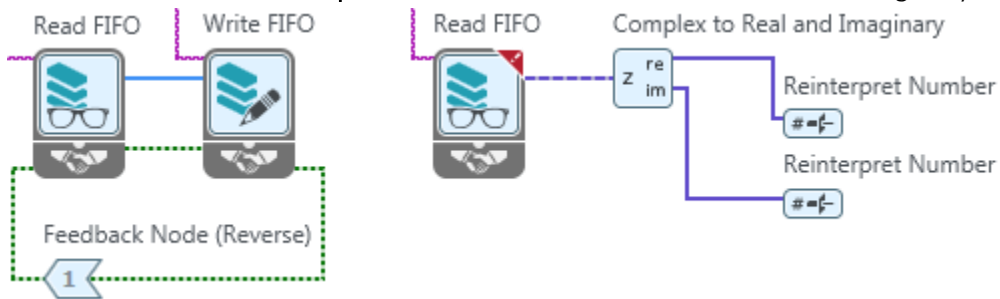 Read FIFO
Write FIFO
Feedback Node (Reverse)
1
Read FIFO
!
Complex to Real and Imaginary
z
re
im
Reinterpret Number
#
Reinterpret Number
#